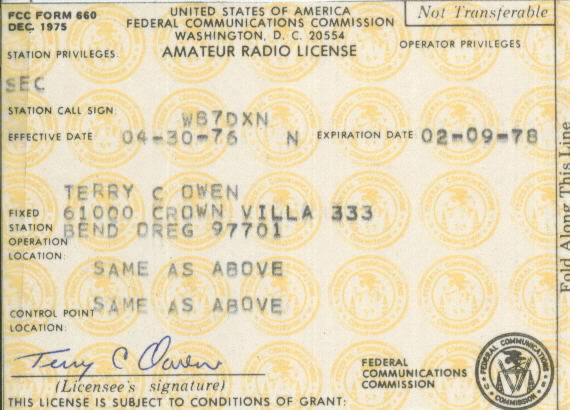 FCC FORM 660
DEC. 1975
UNITED STATES OF AMERICA
FEDERAL COMMUNICATIONS COMMISSION
WASHINGTON, D. C. 20554
AMATEUR RADIO LICENSE
Not Transferable
STATION PRIVILEGES
OPERATOR PRIVILEGES
SEC
STATION CALL SIGN:
WB7DXN
EFFECTIVE DATE 04-30-76 N EXPIRATION DATE 02-09-78
TERRY C OWEN
61000 CROWN VILLA 333
BEND OREG 97701
FIXED
STATION
OPERATION
LOCATION:
SAME AS ABOVE
CONTROL POINT
LOCATION:
SAME AS ABOVE
Terry C Owen
(Licensee's signature)
FEDERAL
COMMUNICATIONS
COMMISSION
FEDERAL COMMUNICATIONS COMMISSION
THIS LICENSE IS SUBJECT TO CONDITIONS OF GRANT:
Fold Along This Line